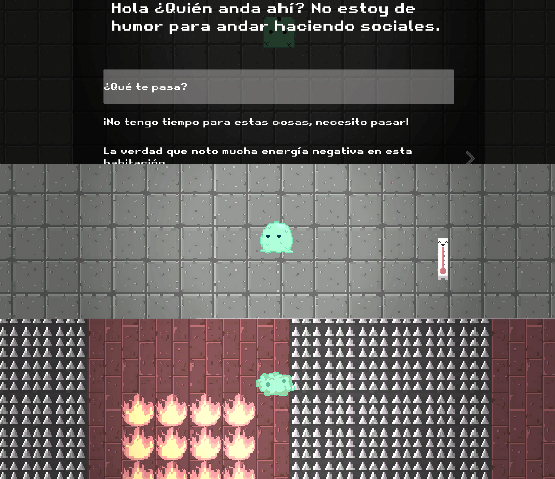 Hola ¿Quién anda ahí? No estoy de
humor para andar haciendo sociales.
¿Qué te pasa?
¡No tengo tiempo para estas cosas, necesito pasar!
La verdad que noto mucha energía negativa en esta
habitación